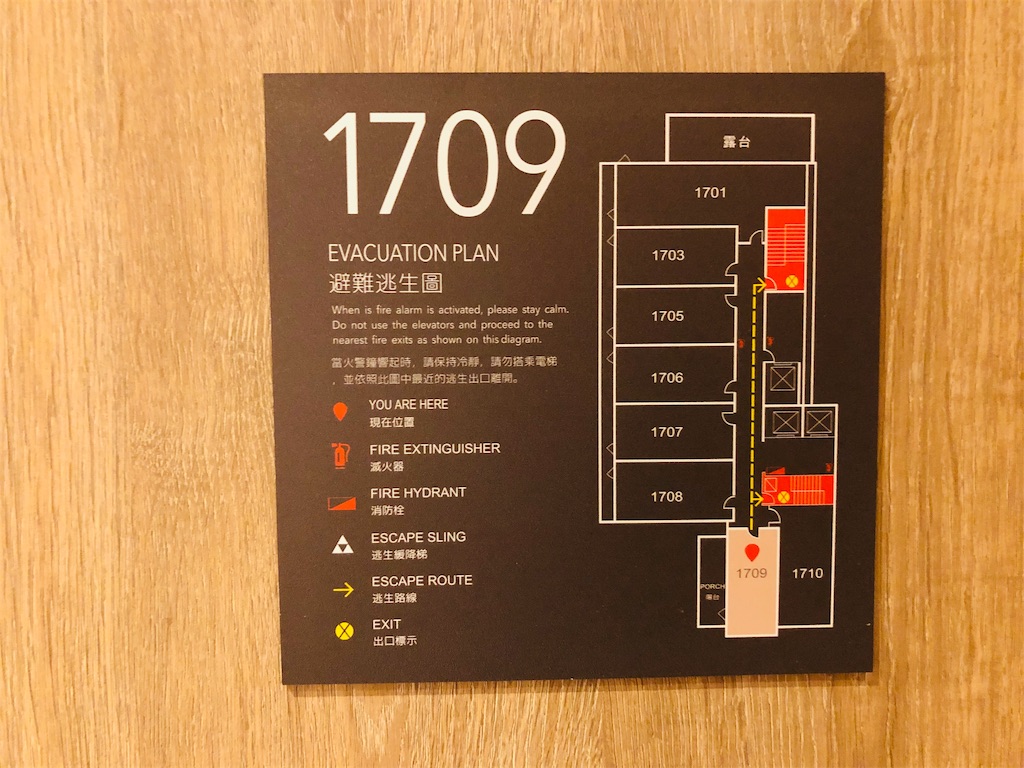 1709
EVACUATION PLAN
避難逃生圖
When is fire alarm is activated, please stay calm.
Do not use the elevators and proceed to the
nearest fire exits as shown on this diagram.
當火警鐘響起時，請保持冷靜，請勿搭乘電梯
，並依照此圖中最近的逃生出口離開。
YOU ARE HERE
現在位置
FIRE EXTINGUISHER
滅火器
FIRE HYDRANT
消防栓
ESCAPE SLING
逃生緩降梯
ESCAPE ROUTE
逃生路線
EXIT
出口標示
露台
1701
1703
1705
1706
1707
1708
1709
1710
PORCH
陽台